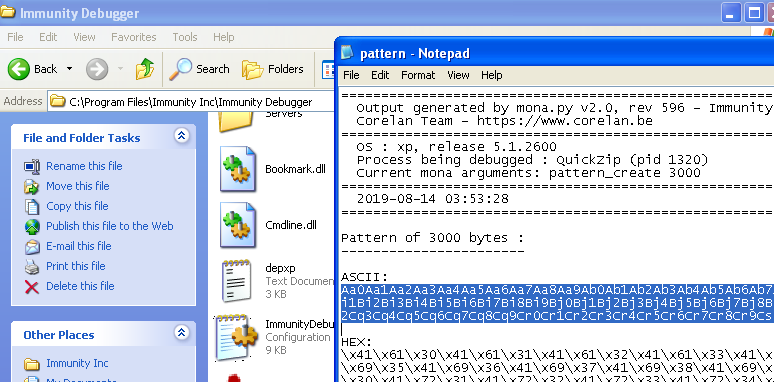 Immunity Debugger
File Edit View Favorites Tools Help
Back Search Folders
Address C:\Program Files\Immunity Inc\Immunity Debugger
File and Folder Tasks
Rename this file
Move this file
Copy this file
Publish this file to the Web
E-mail this file
Print this file
Delete this file
Other Places
Immunity Inc
My Documents
Servers
Bookmark.dll
Cmdline.dll
depxp
Text Docum
3 KB
ImmunityDebu
Configuration
9 KB
pattern - Notepad
File Edit Format View Help
================================================
Output generated by mona.py v2.0, rev 596 - Immunity
Corelan Team - https://www.corelan.be
================================================
OS : xp, release 5.1.2600
Process being debugged : QuickZip (pid 1320)
Current mona arguments: pattern_create 3000
================================================
2019-08-14 03:53:28
================================================
Pattern of 3000 bytes :
-----------------------
ASCII:
Aa0Aa1Aa2Aa3Aa4Aa5Aa6Aa7Aa8Aa9Ab0Ab1Ab2Ab3Ab4Ab5Ab6Ab7
i1Bi2Bi3Bi4Bi5Bi6Bi7Bi8Bi9Bj0Bj1Bj2Bj3Bj4Bj5Bj6Bj7Bj8B
2Cq3Cq4Cq5Cq6Cq7Cq8Cq9Cr0Cr1Cr2Cr3Cr4Cr5Cr6Cr7Cr8Cr9Cs
HEX:
\x41\x61\x30\x41\x61\x31\x41\x61\x32\x41\x61\x33\x41\x
\x69\x35\x41\x69\x36\x41\x69\x37\x41\x69\x38\x41\x69\x